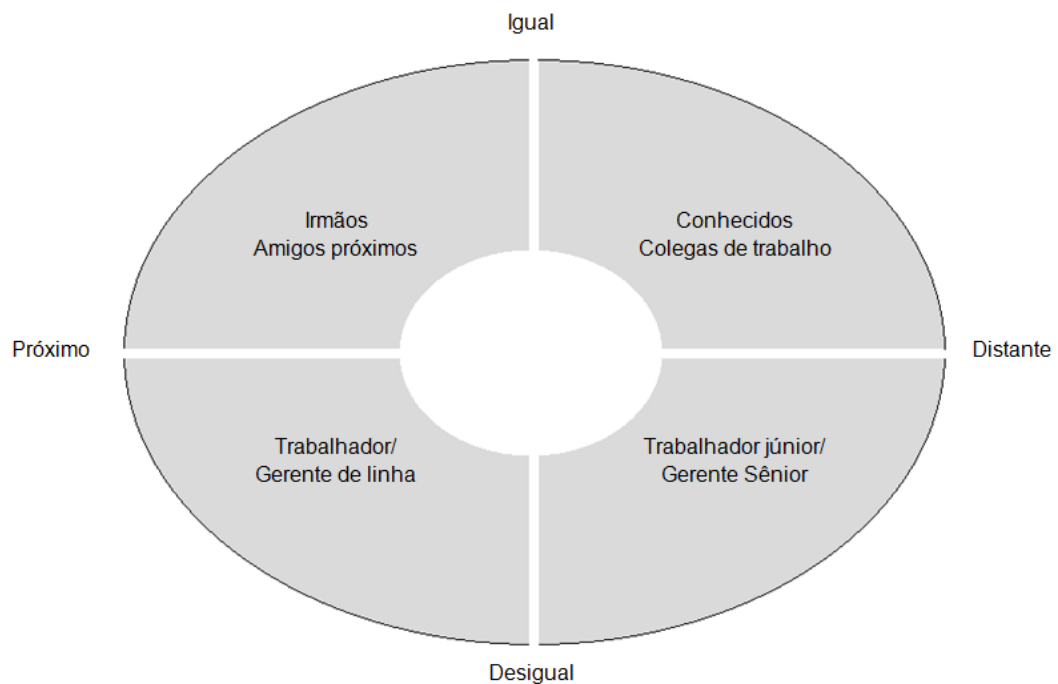 Igual
Irmãos
Amigos próximos
Conhecidos
Colegas de trabalho
Próximo
Distante
Trabalhador/
Gerente de linha
Trabalhador júnior/
Gerente Sênior
Desigual